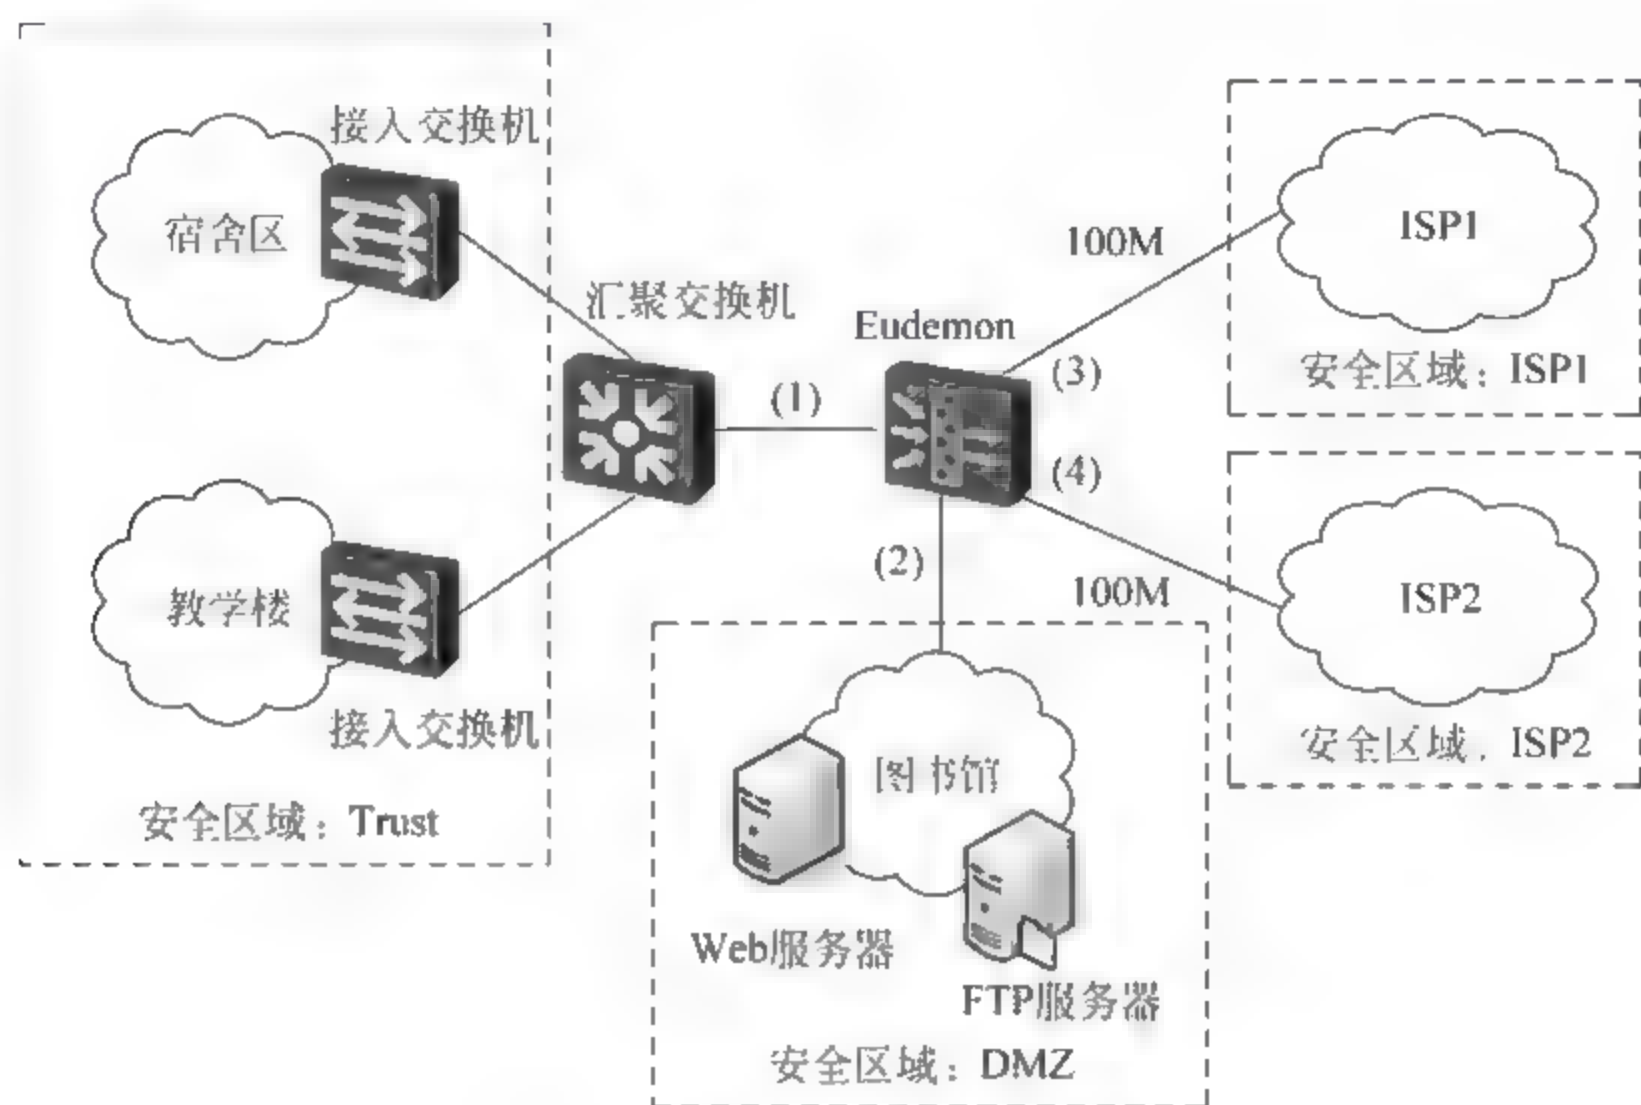 接入交换机
宿舍区
汇聚交换机
Eudemon
100M
ISP1
安全区域：ISP1
(1)
(3)
(4)
(2)
100M
ISP2
安全区域．ISP2
教学楼
接入交换机
安全区域：Trust
图书馆
Web服务器
FTP服务器
安全区域：DMZ